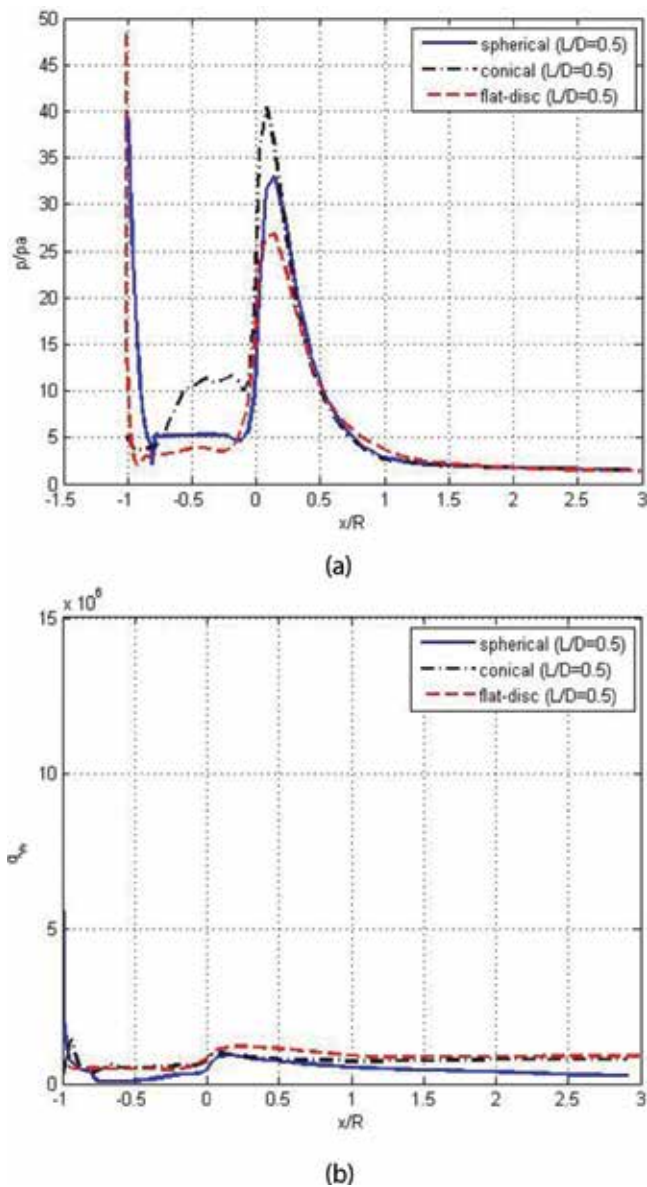 50
45
40
35
30
25
20
15
10
5
0
p/pa
spherical (L/D=0.5)
conical (L/D=0.5)
flat-disc (L/D=0.5)
-1.5 -1 -0.5 0 0.5 1 1.5 2 2.5 3
x/R
(a)
15 x 10⁶
10
5
0
spherical (L/D=0.5)
conical (L/D=0.5)
flat-disc (L/D=0.5)
-1 -0.5 0 0.5 1 1.5 2 2.5 3
x/R
(b)